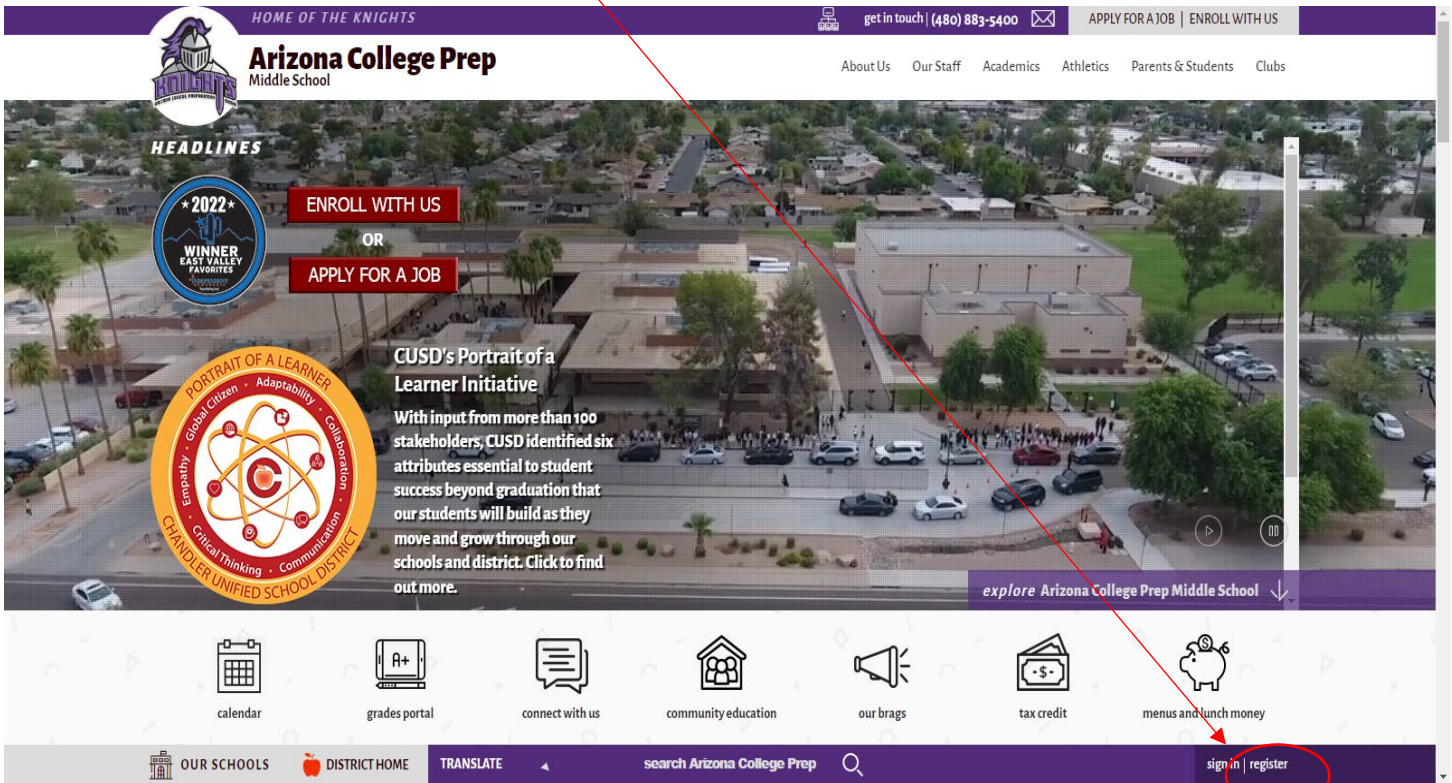 HOME OF THE KNIGHTS
get in touch | (480) 883-5400
APPLY FOR A JOB | ENROLL WITH US
KNIGHTS
Arizona College Prep
Middle School
About Us Our Staff Academics Athletics Parents & Students Clubs
HEADLINES
2022
WINNER
EAST VALLEY
FAVORITES
ENROLL WITH US
OR
APPLY FOR A JOB
PORTRAIT OF A LEARNER
Empathy · Global Citizen · Adaptability · Collaboration · Communication · Critical Thinking
C
CHANDLER UNIFIED SCHOOL DISTRICT
CUSD's Portrait of a
Learner Initiative
With input from more than 100
stakeholders, CUSD identified six
attributes essential to student
success beyond graduation that
our students will build as they
move and grow through our
schools and district. Click to find
out more.
explore Arizona College Prep Middle School
A+
-$-
$
calendar
grades portal
connect with us
community education
our brags
tax credit
menus and lunch money
OUR SCHOOLS
DISTRICT HOME
TRANSLATE
search Arizona College Prep
sign in | register